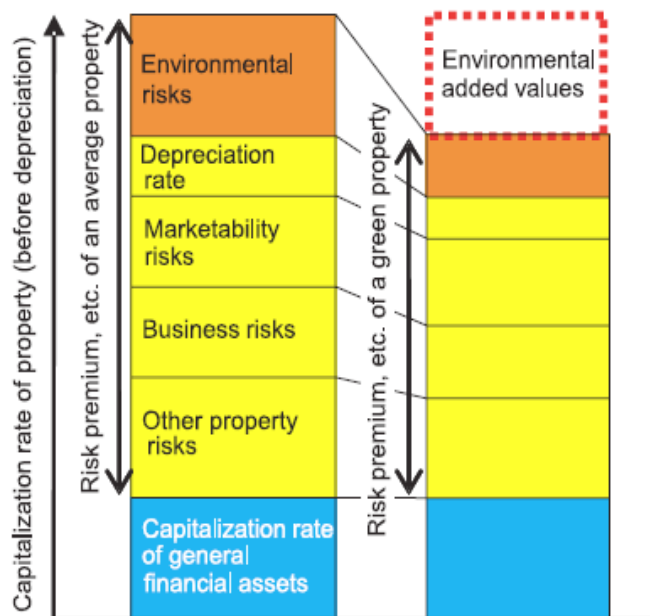 Capitalization rate of property (before depreciation)
Risk premium, etc. of an average property
Environmental
risks
Depreciation
rate
Marketability
risks
Business risks
Other property
risks
Capitalization rate
of general
financial assets
Risk premium, etc. of a green property
Environmental
added values